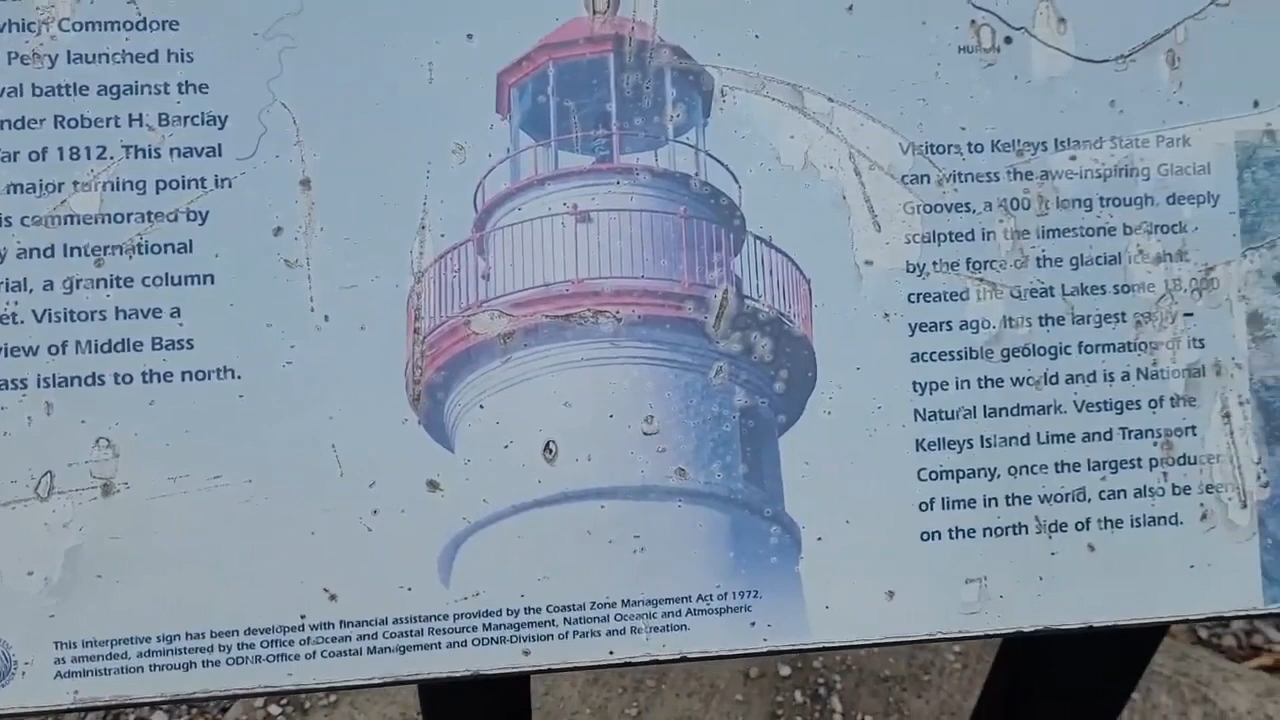 which Commodore
Perry launched his
val battle against the
nder Robert H. Barclay
ar of 1812. This naval
major turning point in
is commemorated by
y and International
rial, a granite column
et. Visitors have a
view of Middle Bass
ass islands to the north.
HURON
Visitors to Kelleys Island State Park
can witness the awe-inspiring Glacial
Grooves, a 400 ft long trough, deeply
sculpted in the limestone bedrock
by the force of the glacial ice that
created the Great Lakes some 18,000
years ago. It is the largest easily
accessible geologic formation of its
type in the world and is a National
Natural landmark. Vestiges of the
Kelleys Island Lime and Transport
Company, once the largest producer
of lime in the world, can also be seen
on the north side of the island.
This interpretive sign has been developed with financial assistance provided by the Coastal Zone Management Act of 1972,
as amended, administered by the Office of Ocean and Coastal Resource Management, National Oceanic and Atmospheric
Administration through the ODNR-Office of Coastal Management and ODNR-Division of Parks and Recreation.